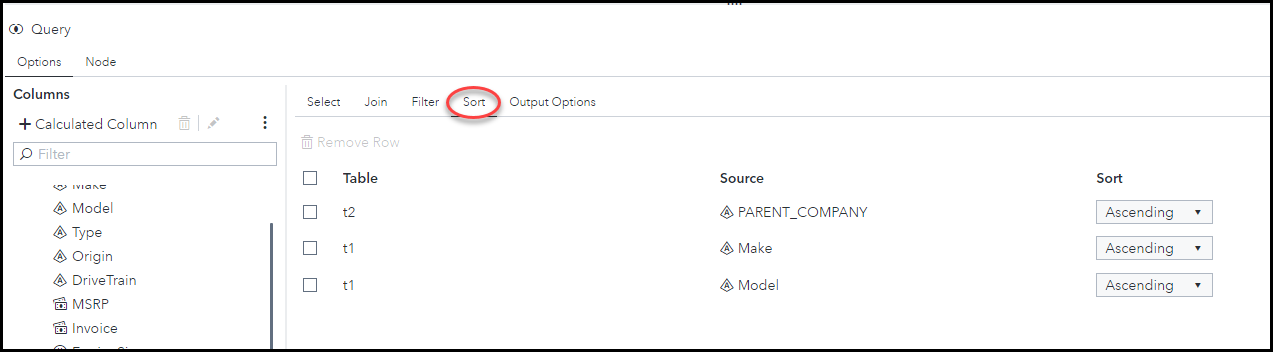 Query
Options Node
Columns
Select Join Filter Sort Output Options
+ Calculated Column
Filter
Remove Row
Table Source Sort
Make
Model
Type
Origin
DriveTrain
MSRP
Invoice
t2 PARENT_COMPANY Ascending
t1 Make Ascending
t1 Model Ascending